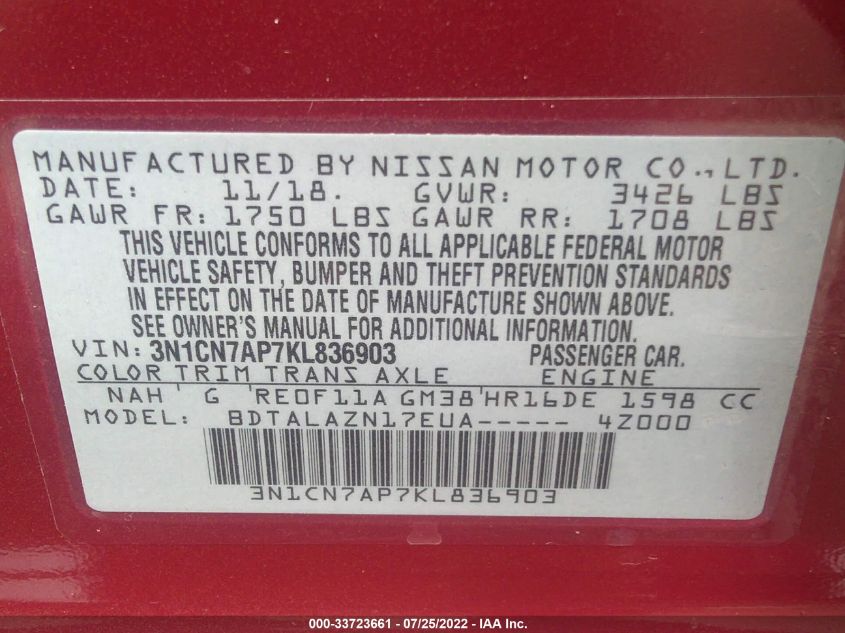 MANUFACTURED BY NISSAN MOTOR CO.,LTD.
DATE: 11/18. GVWR: 3426 LBS
GAWR FR: 1750 LBS GAWR RR: 1708 LBS
THIS VEHICLE CONFORMS TO ALL APPLICABLE FEDERAL MOTOR
VEHICLE SAFETY, BUMPER AND THEFT PREVENTION STANDARDS
IN EFFECT ON THE DATE OF MANUFACTURE SHOWN ABOVE.
SEE OWNER'S MANUAL FOR ADDITIONAL INFORMATION.
VIN: 3N1CN7AP7KL836903 PASSENGER CAR.
COLOR TRIM TRANS AXLE ENGINE
NAH ' G 'RE0F11A GM38'HR16DE 1598 CC
MODEL: BDTALAZN17EUA----- 4Z000
3N1CN7AP7KL836903
000-33723661 - 07/25/2022 - IAA Inc.